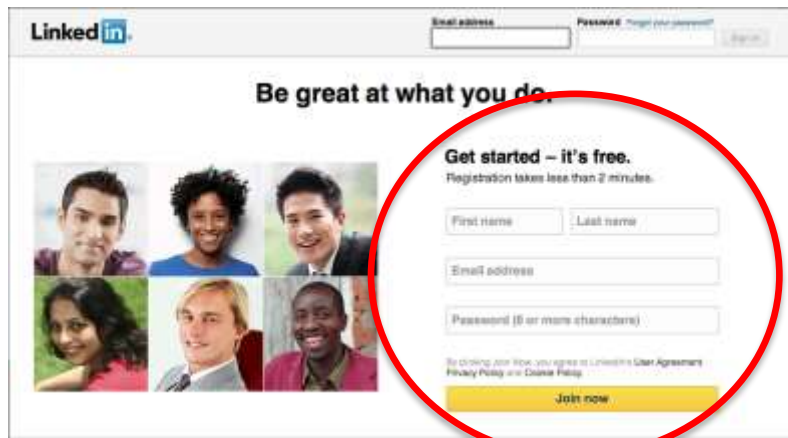 Linked in.
Email address
Password Forgot your password?
Sign in
Be great at what you do.
Get started – it's free.
Registration takes less than 2 minutes.
First name
Last name
Email address
Password (6 or more characters)
By clicking Join Now, you agree to LinkedIn's User Agreement,
Privacy Policy and Cookie Policy.
Join now